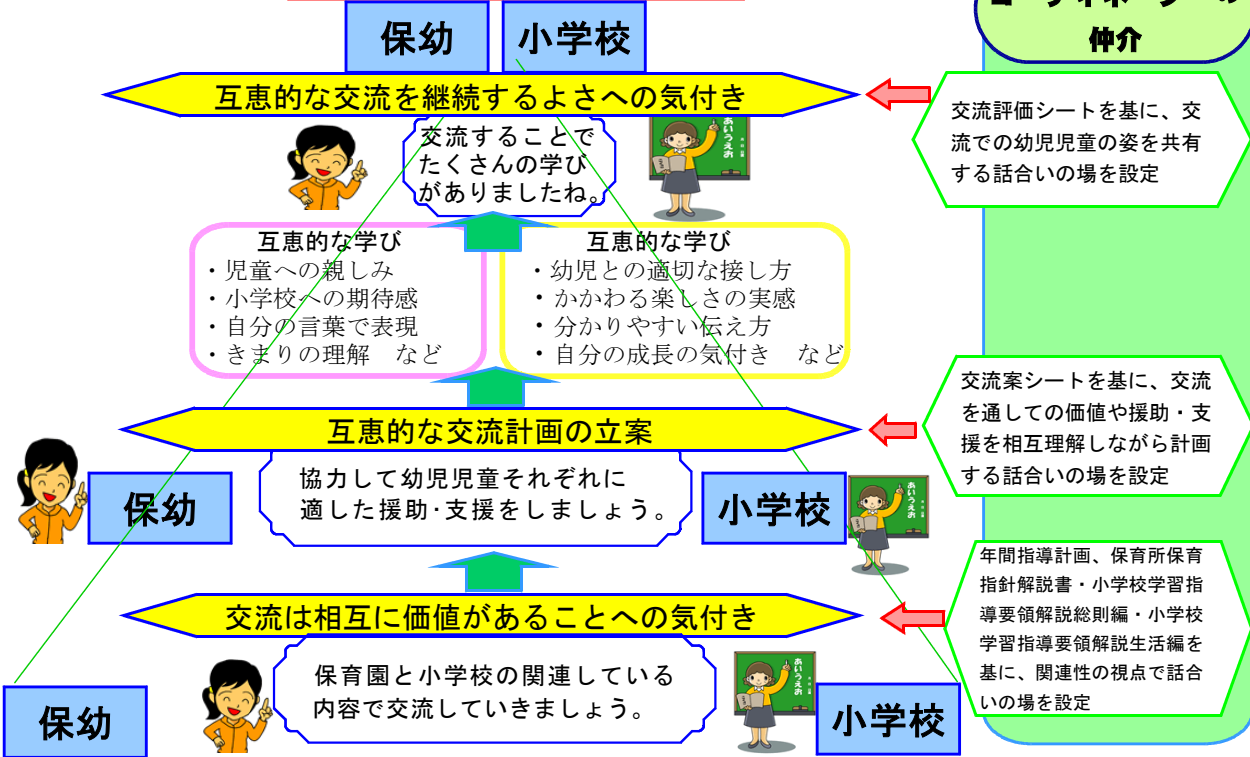 仲介
保幼
小学校
互恵的な交流を継続するよさへの気付き
交流評価シートを基に、交
流での幼児児童の姿を共有
する話合いの場を設定
交流することで
たくさんの学び
がありましたね。
あいうえお
互恵的な学び
・児童への親しみ
・小学校への期待感
・自分の言葉で表現
・きまりの理解　など
互恵的な学び
・幼児との適切な接し方
・かかわる楽しさの実感
・分かりやすい伝え方
・自分の成長の気付き　など
互恵的な交流計画の立案
交流案シートを基に、交流
を通しての価値や援助・支
援を相互理解しながら計画
する話合いの場を設定
保幼
協力して幼児児童それぞれに
適した援助・支援をしましょう。
小学校
あいうえお
交流は相互に価値があることへの気付き
年間指導計画、保育所保育
指針解説書・小学校学習指
導要領解説総則編・小学校
学習指導要領解説生活編を
基に、関連性の視点で話合
いの場を設定
保幼
保育園と小学校の関連している
内容で交流していきましょう。
あいうえお
小学校